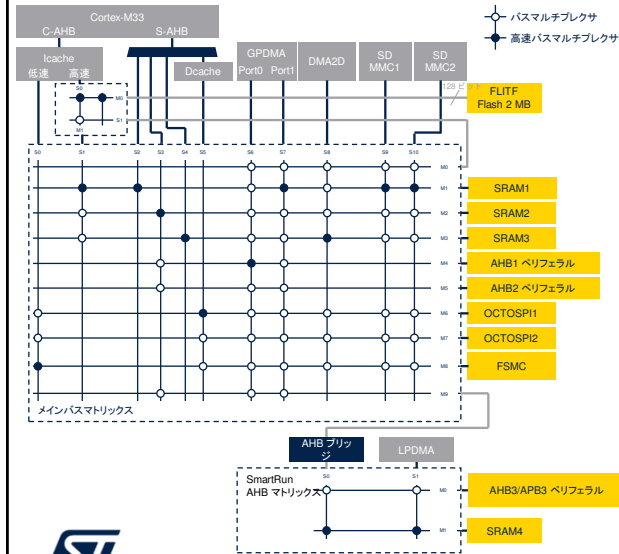 Cortex-M33
C-AHB
S-AHB
バスマルチプレクサ
高速バスマルチプレクサ
Icache
低速
高速
Dcache
GPDMA
Port0
Port1
DMA2D
SD
MMC1
SD
MMC2
128 ビット
FLITF
Flash 2 MB
S0
M0
S1
M1
S0
S1
S2
S3
S4
S5
S6
S7
S8
S9
S10
M0
M1
SRAM1
M2
SRAM2
M3
SRAM3
M4
AHB1 ペリフェラル
M5
AHB2 ペリフェラル
M6
OCTOSPI1
M7
OCTOSPI2
M8
FSMC
M9
メインバスマトリックス
AHB ブリッ
ジ
LPDMA
SmartRun
AHB マトリックス
S0
S1
M0
AHB3/APB3 ペリフェラル
M1
SRAM4
ST